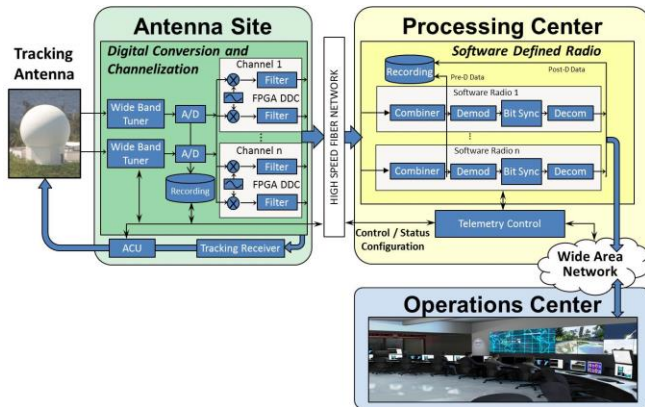 Antenna Site
Processing Center
Tracking
Antenna
Digital Conversion and
Channelization
Channel 1
Filter
FPGA DDC
Filter
Wide Band
Tuner
A/D
Wide Band
Tuner
A/D
Channel n
Filter
FPGA DDC
Filter
Recording
ACU
Tracking Receiver
HIGH SPEED FIBER NETWORK
Software Defined Radio
Recording
Post-D Data
Pre-D Data
Software Radio 1
Combiner
Demod
Bit Sync
Decom
Software Radio n
Combiner
Demod
Bit Sync
Decom
Telemetry Control
Control / Status
Configuration
Wide Area
Network
Operations Center